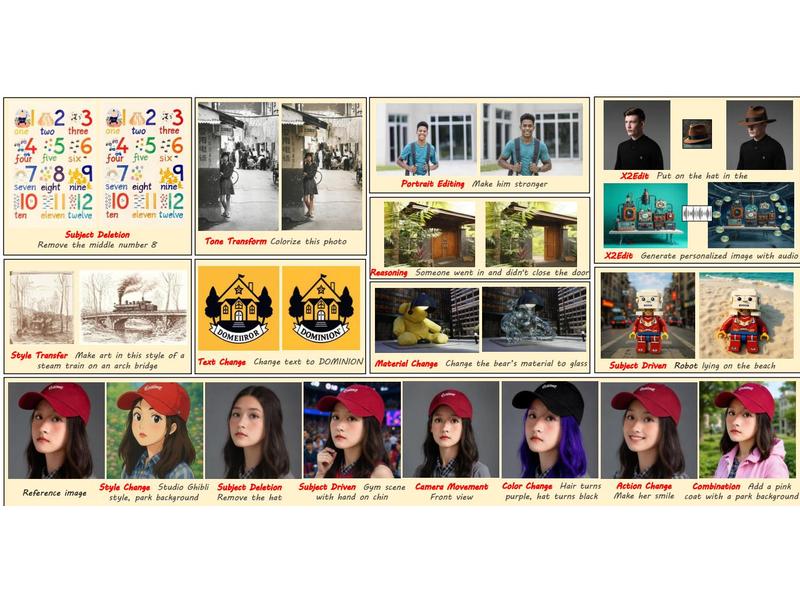 1 2 3
one two three
4 5 6
four five six
7 8 9
seven eight nine
10 11 12
ten eleven twelve
1 2 3
one two three
4 5 6
four five six
7 8 9
seven eight nine
10 11 12
ten eleven twelve
Subject Deletion
Remove the middle number 8
Tone Transform Colorize this photo
Portrait Editing Make him stronger
Reasoning Someone went in and didn't close the door
X2Edit Put on the hat in the
X2Edit Generate personalized image with audio
Style Transfer Make art in this style of a
steam train on an arch bridge
DOMEIIROR
DOMINION
Text Change Change text to DOMINION
Material Change Change the bear's material to glass
Subject Driven Robot lying on the beach
Reference image
Style Change Studio Ghibli
style, park background
Subject Deletion
Remove the hat
Subject Driven Gym scene
with hand on chin
Camera Movement
Front view
Color Change Hair turns
purple, hat turns black
Action Change
Make her smile
Combination Add a pink
coat with a park background